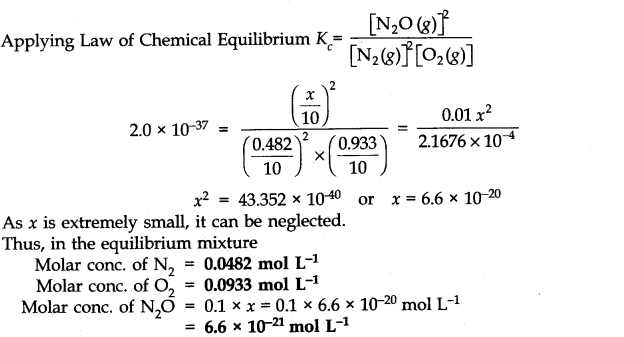 Applying Law of Chemical Equilibrium K_c = [N₂O (g)]² / [N₂(g)]² [O₂(g)]
2.0 × 10⁻³⁷ = (x/10)² / (0.482/10)² × (0.933/10) = 0.01 x² / 2.1676 × 10⁻⁴
x² = 43.352 × 10⁻⁴⁰ or x = 6.6 × 10⁻²⁰
As x is extremely small, it can be neglected.
Thus, in the equilibrium mixture
Molar conc. of N₂ = 0.0482 mol L⁻¹
Molar conc. of O₂ = 0.0933 mol L⁻¹
Molar conc. of N₂O = 0.1 × x = 0.1 × 6.6 × 10⁻²⁰ mol L⁻¹
= 6.6 × 10⁻²¹ mol L⁻¹